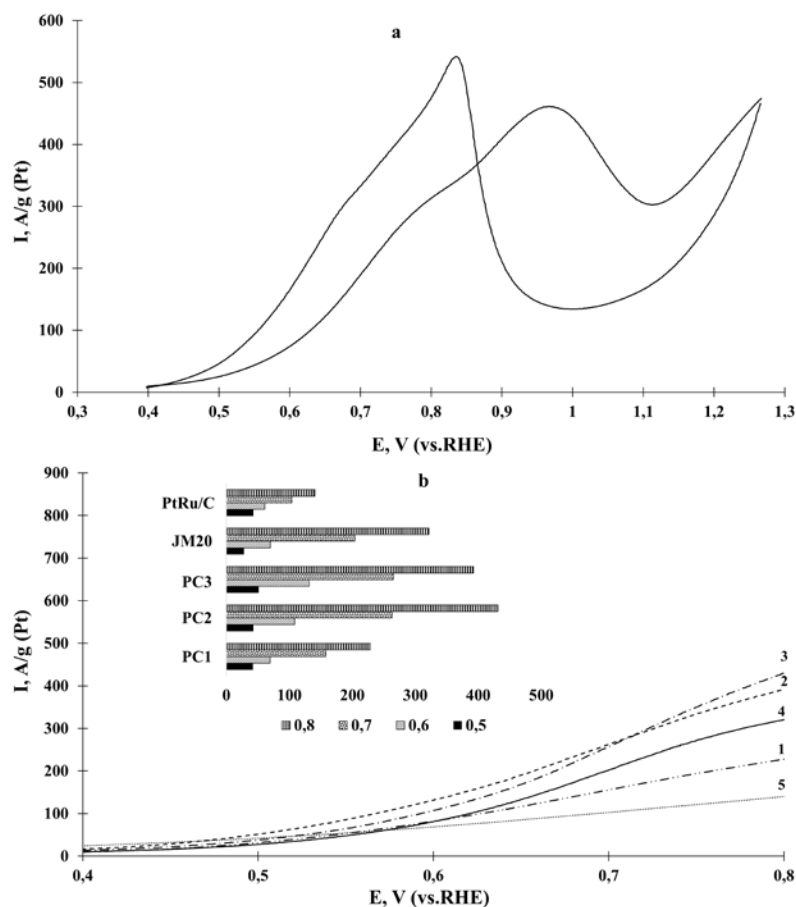 a
I, A/g (Pt)
600
500
400
300
200
100
0
0,3 0,4 0,5 0,6 0,7 0,8 0,9 1 1,1 1,2 1,3
E, V (vs.RHE)
b
I, A/g (Pt)
900
800
700
600
500
400
300
200
100
0
PtRu/C
JM20
PC3
PC2
PC1
0 100 200 300 400 500
0,8 0,7 0,6 0,5
3
2
4
1
5
0,4 0,5 0,6 0,7 0,8
E, V (vs.RHE)